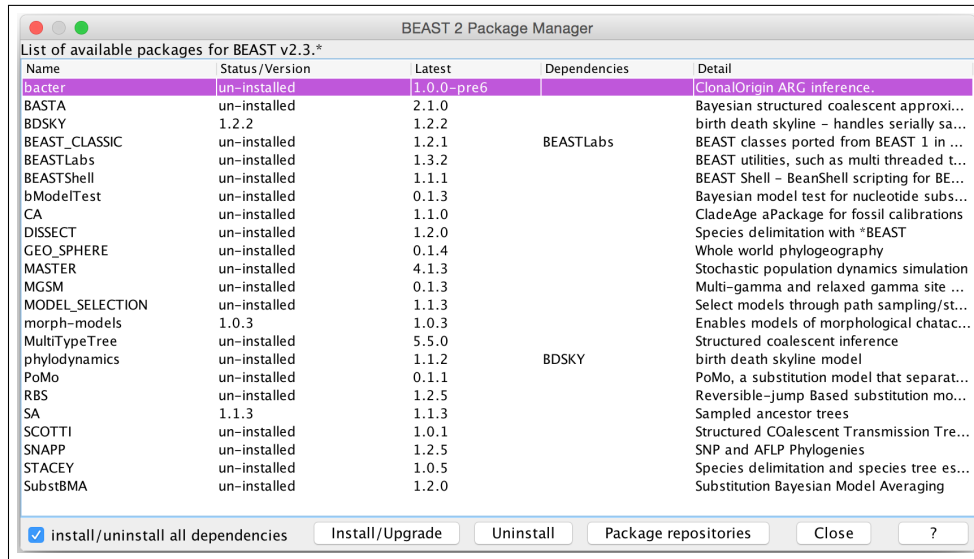 BEAST 2 Package Manager
List of available packages for BEAST v2.3.*
Name Status/Version Latest Dependencies Detail
bacter un-installed 1.0.0-pre6 ClonalOrigin ARG inference.
BASTA un-installed 2.1.0 Bayesian structured coalescent approxi...
BDSKY 1.2.2 1.2.2 birth death skyline - handles serially sa...
BEAST_CLASSIC un-installed 1.2.1 BEASTLabs BEAST classes ported from BEAST 1 in ...
BEASTLabs un-installed 1.3.2 BEAST utilities, such as multi threaded t...
BEASTShell un-installed 1.1.1 BEAST Shell - BeanShell scripting for BE...
bModelTest un-installed 0.1.3 Bayesian model test for nucleotide subs...
CA un-installed 1.1.0 CladeAge aPackage for fossil calibrations
DISSECT un-installed 1.2.0 Species delimitation with *BEAST
GEO_SPHERE un-installed 0.1.4 Whole world phylogeography
MASTER un-installed 4.1.3 Stochastic population dynamics simulation
MGSM un-installed 0.1.3 Multi-gamma and relaxed gamma site ...
MODEL_SELECTION un-installed 1.1.3 Select models through path sampling/st...
morph-models 1.0.3 1.0.3 Enables models of morphological chatac...
MultiTypeTree un-installed 5.5.0 Structured coalescent inference
phylodynamics un-installed 1.1.2 BDSKY birth death skyline model
PoMo un-installed 0.1.1 PoMo, a substitution model that separat...
RBS un-installed 1.2.5 Reversible-jump Based substitution mo...
SA 1.1.3 1.1.3 Sampled ancestor trees
SCOTTI un-installed 1.0.1 Structured COalescent Transmission Tre...
SNAPP un-installed 1.2.5 SNP and AFLP Phylogenies
STACEY un-installed 1.0.5 Species delimitation and species tree es...
SubstBMA un-installed 1.2.0 Substitution Bayesian Model Averaging
install/uninstall all dependencies Install/Upgrade Uninstall Package repositories Close ?